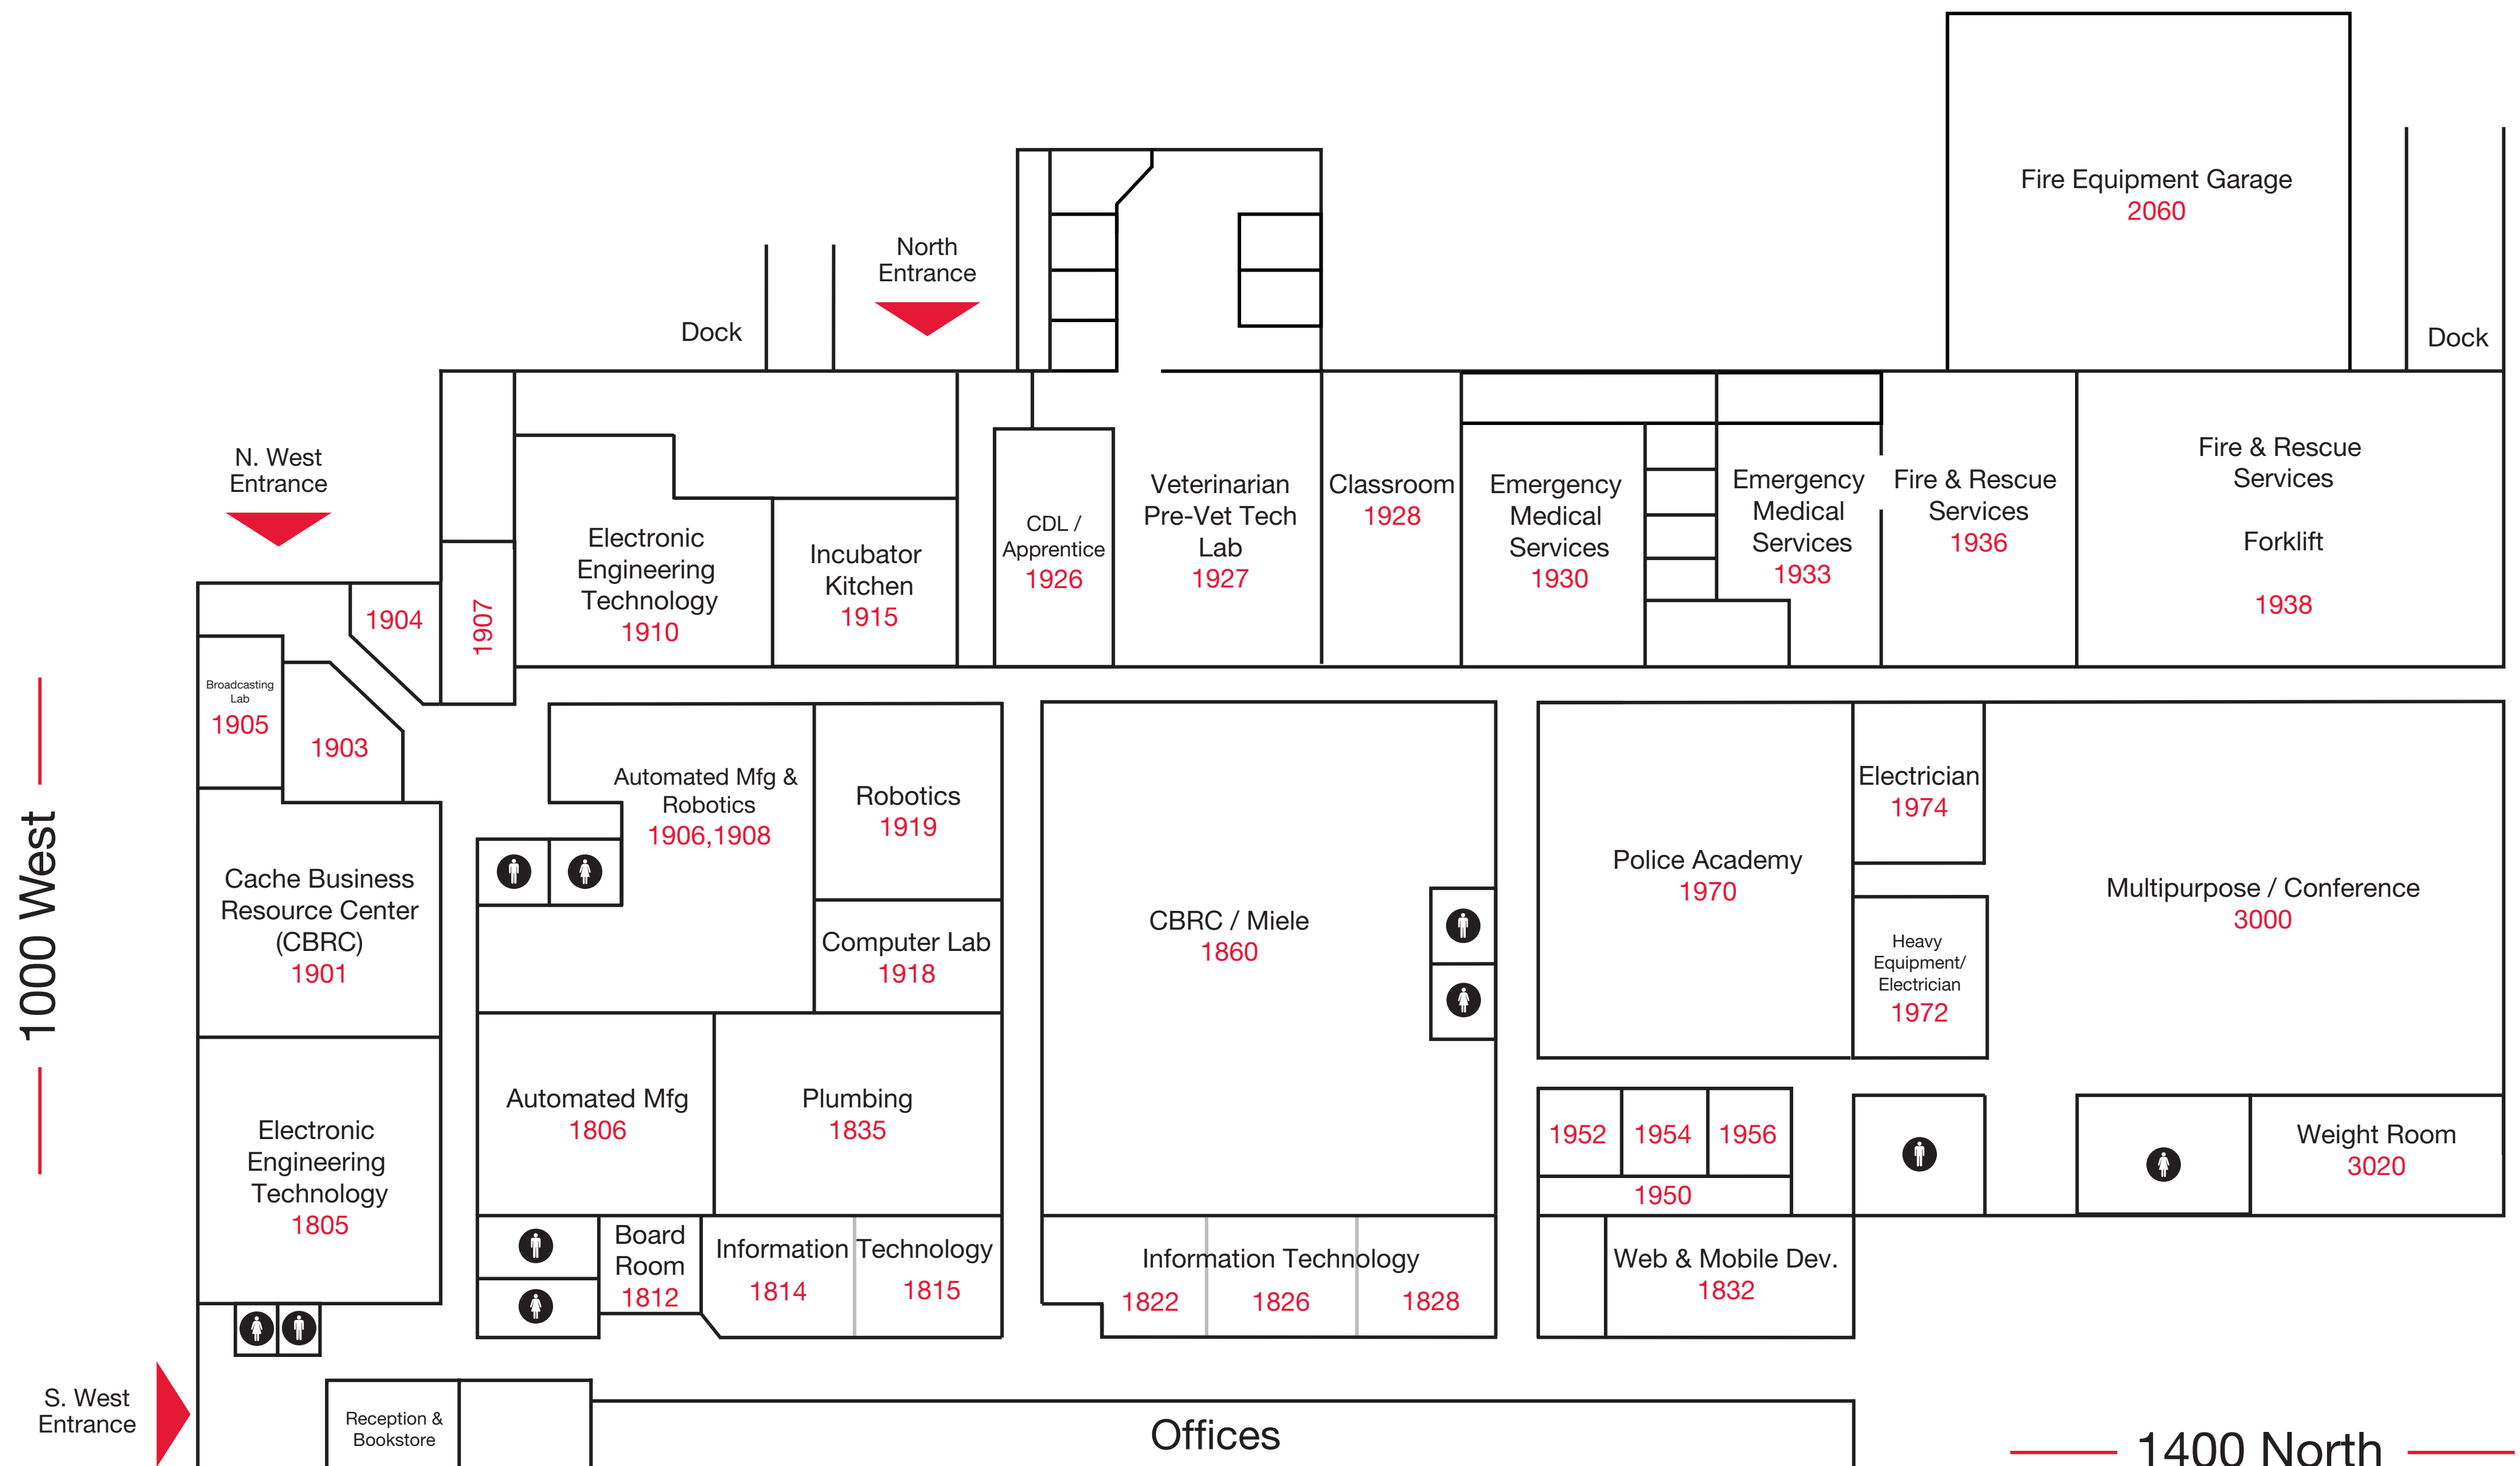 Fire Equipment Garage
2060
North
Entrance
Dock
Dock
N. West
Entrance
Electronic
Engineering
Technology
1910
Incubator
Kitchen
1915
CDL /
Apprentice
1926
Veterinarian
Pre-Vet Tech
Lab
1927
Classroom
1928
Emergency
Medical
Services
1930
Emergency
Medical
Services
1933
Fire & Rescue
Services
1936
Fire & Rescue
Services
Forklift
1938
1904
1907
Broadcasting
Lab
1905
1903
1000 West
Cache Business
Resource Center
(CBRC)
1901
Automated Mfg &
Robotics
1906,1908
Robotics
1919
Computer Lab
1918
CBRC / Miele
1860
Police Academy
1970
Electrician
1974
Heavy
Equipment/
Electrician
1972
Multipurpose / Conference
3000
Electronic
Engineering
Technology
1805
Automated Mfg
1806
Plumbing
1835
1952
1954
1956
1950
Weight Room
3020
Board
Room
1812
Information Technology
1814
1815
Information Technology
1822
1826
1828
Web & Mobile Dev.
1832
S. West
Entrance
Reception &
Bookstore
Offices
1400 North